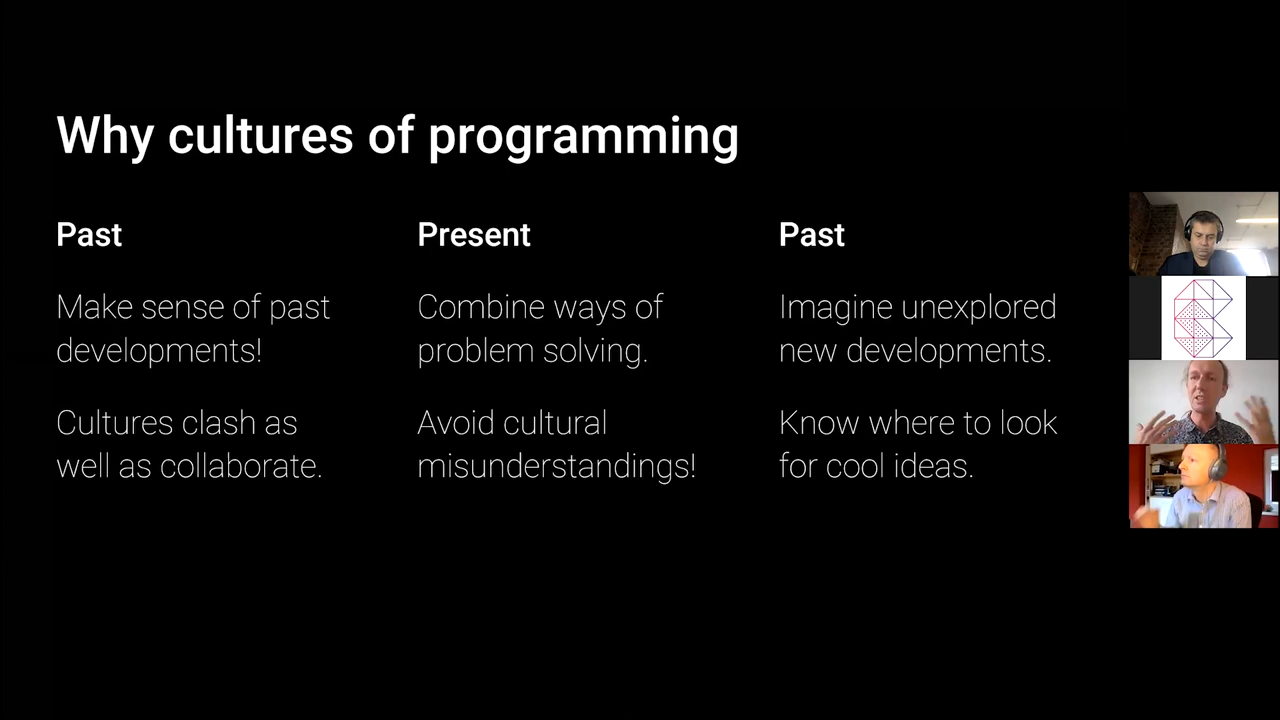 Why cultures of programming
Past
Make sense of past
developments!
Cultures clash as
well as collaborate.
Present
Combine ways of
problem solving.
Avoid cultural
misunderstandings!
Past
Imagine unexplored
new developments.
Know where to look
for cool ideas.